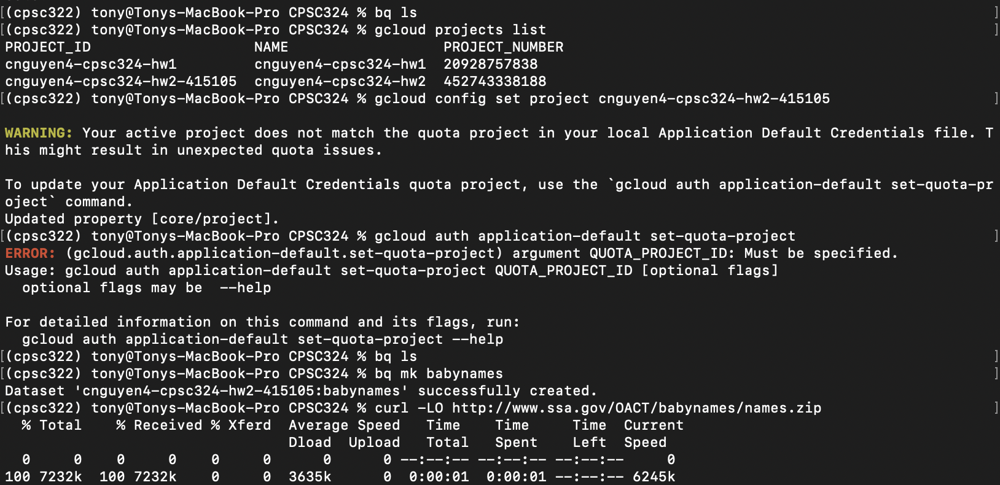 [(cpsc322) tony@Tonys-MacBook-Pro CPSC324 % bq ls ]
[(cpsc322) tony@Tonys-MacBook-Pro CPSC324 % gcloud projects list ]
PROJECT_ID NAME PROJECT_NUMBER
cnguyen4-cpsc324-hw1 cnguyen4-cpsc324-hw1 20928757838
cnguyen4-cpsc324-hw2-415105 cnguyen4-cpsc324-hw2 452743338188
[(cpsc322) tony@Tonys-MacBook-Pro CPSC324 % gcloud config set project cnguyen4-cpsc324-hw2-415105 ]
WARNING: Your active project does not match the quota project in your local Application Default Credentials file. T
his might result in unexpected quota issues.
To update your Application Default Credentials quota project, use the `gcloud auth application-default set-quota-pr
oject` command.
Updated property [core/project].
[(cpsc322) tony@Tonys-MacBook-Pro CPSC324 % gcloud auth application-default set-quota-project ]
ERROR: (gcloud.auth.application-default.set-quota-project) argument QUOTA_PROJECT_ID: Must be specified.
Usage: gcloud auth application-default set-quota-project QUOTA_PROJECT_ID [optional flags]
optional flags may be --help
For detailed information on this command and its flags, run:
gcloud auth application-default set-quota-project --help
[(cpsc322) tony@Tonys-MacBook-Pro CPSC324 % bq ls ]
[(cpsc322) tony@Tonys-MacBook-Pro CPSC324 % bq mk babynames ]
Dataset 'cnguyen4-cpsc324-hw2-415105:babynames' successfully created.
[(cpsc322) tony@Tonys-MacBook-Pro CPSC324 % curl -LO http://www.ssa.gov/OACT/babynames/names.zip ]
% Total % Received % Xferd Average Speed Time Time Time Current
Dload Upload Total Spent Left Speed
0 0 0 0 0 0 0 0 --:--:-- --:--:-- --:--:-- 0
100 7232k 100 7232k 0 0 3635k 0 0:00:01 0:00:01 --:--:-- 6245k